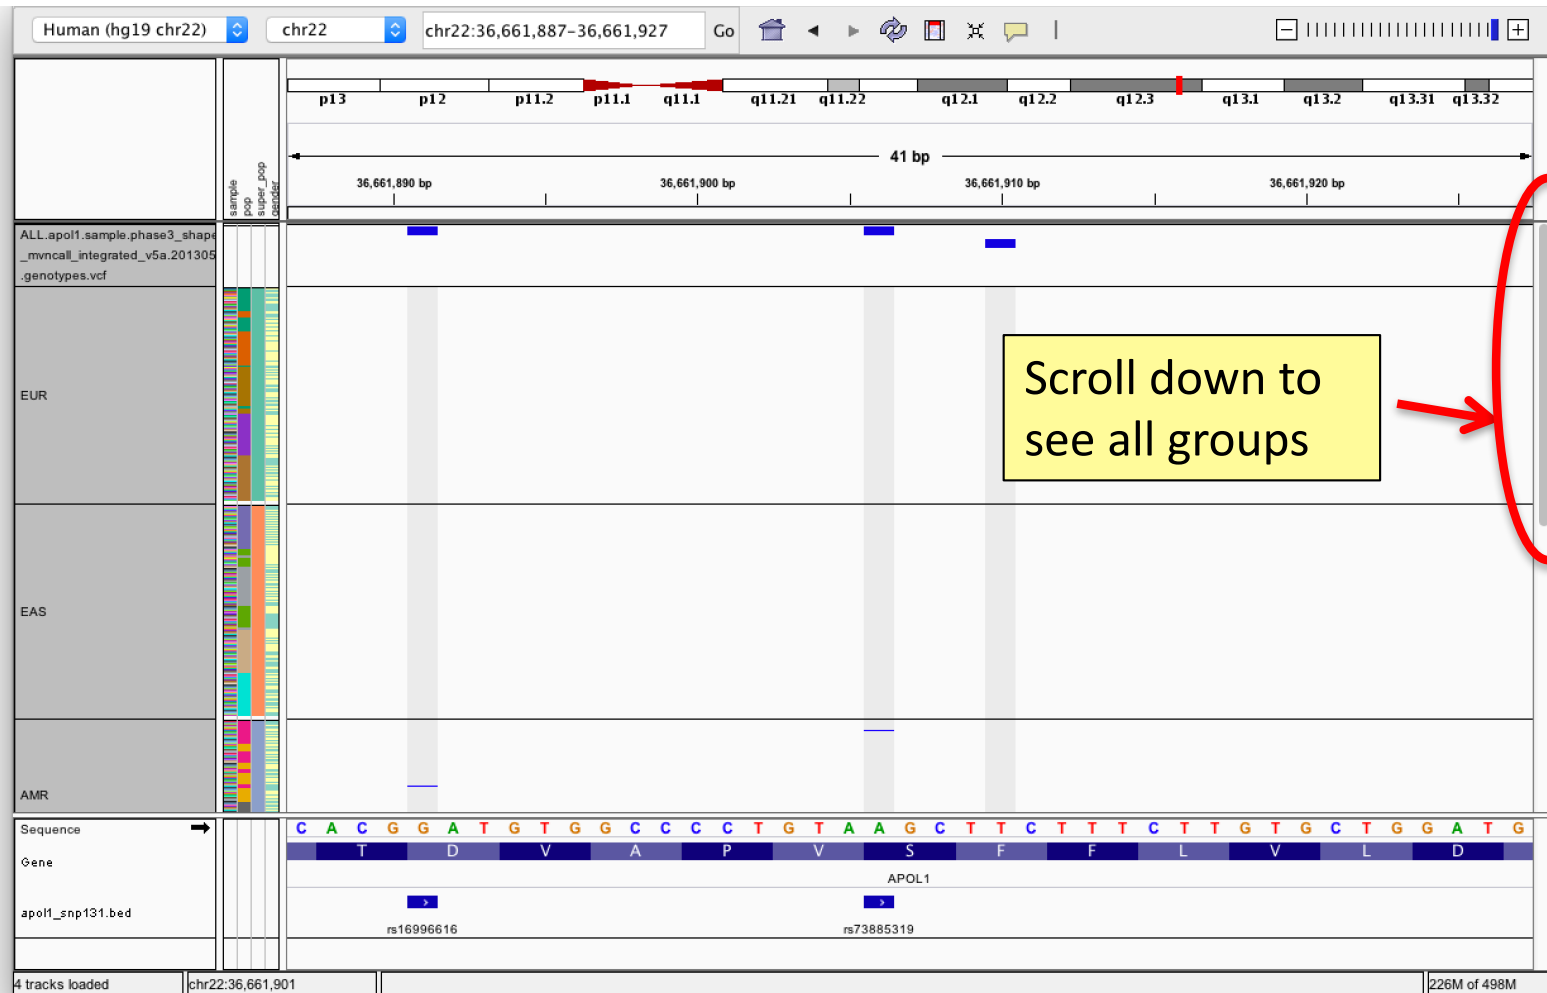 Human (hg19 chr22) chr22 chr22:36,661,887-36,661,927 Go
p13 p12 p11.2 p11.1 q11.1 q11.21 q11.22 q12.1 q12.2 q12.3 q13.1 q13.2 q13.31 q13.32
41 bp
36,661,890 bp 36,661,900 bp 36,661,910 bp 36,661,920 bp
sample
pop
super_pop
gender
ALL.apol1.sample.phase3_shape
_mvncall_integrated_v5a.201305
.genotypes.vcf
Scroll down to
see all groups
EUR
EAS
AMR
Sequence C A C G G A T G T G G C C C C T G T A A G C T T C T T T C T T G T G C T G G A T G
Gene T D V A P V S F F L V L D
APOL1
apol1_snp131.bed
rs16996616 rs73885319
4 tracks loaded chr22:36,661,901 226M of 498M